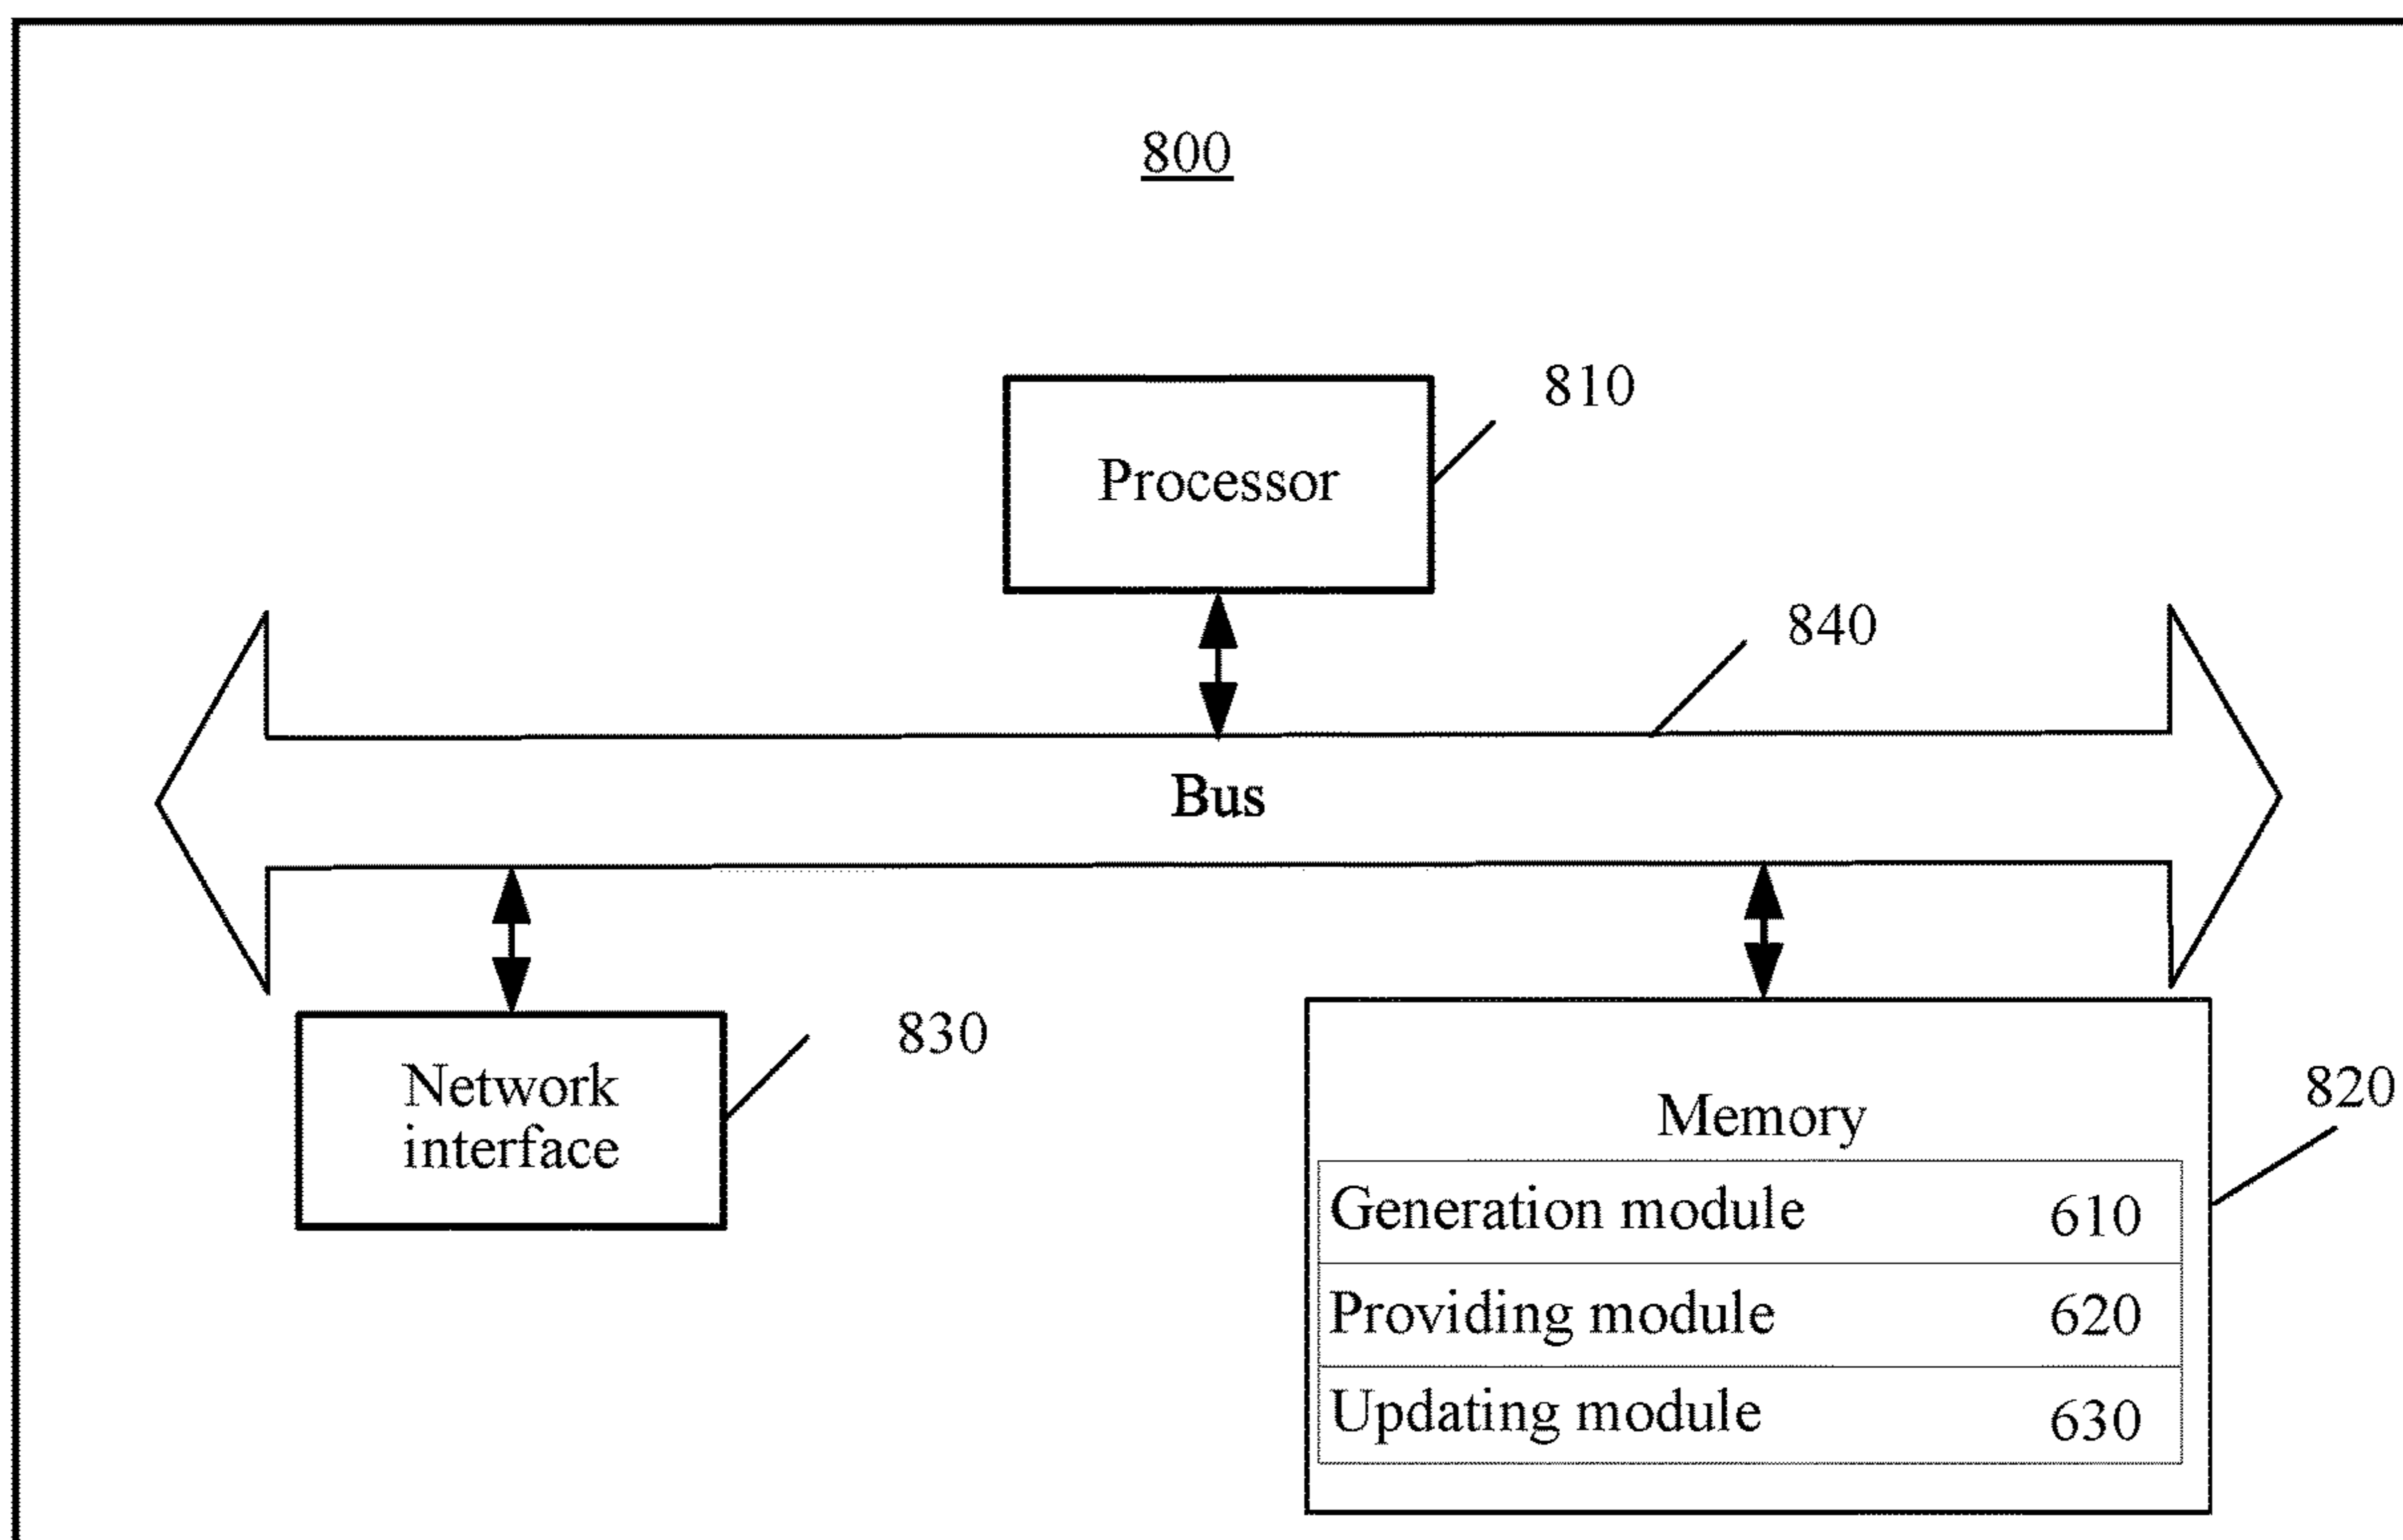 800
810
Processor
840
Bus
830
Network
interface
820
Memory
Generation module 610
Providing module 620
Updating module 630